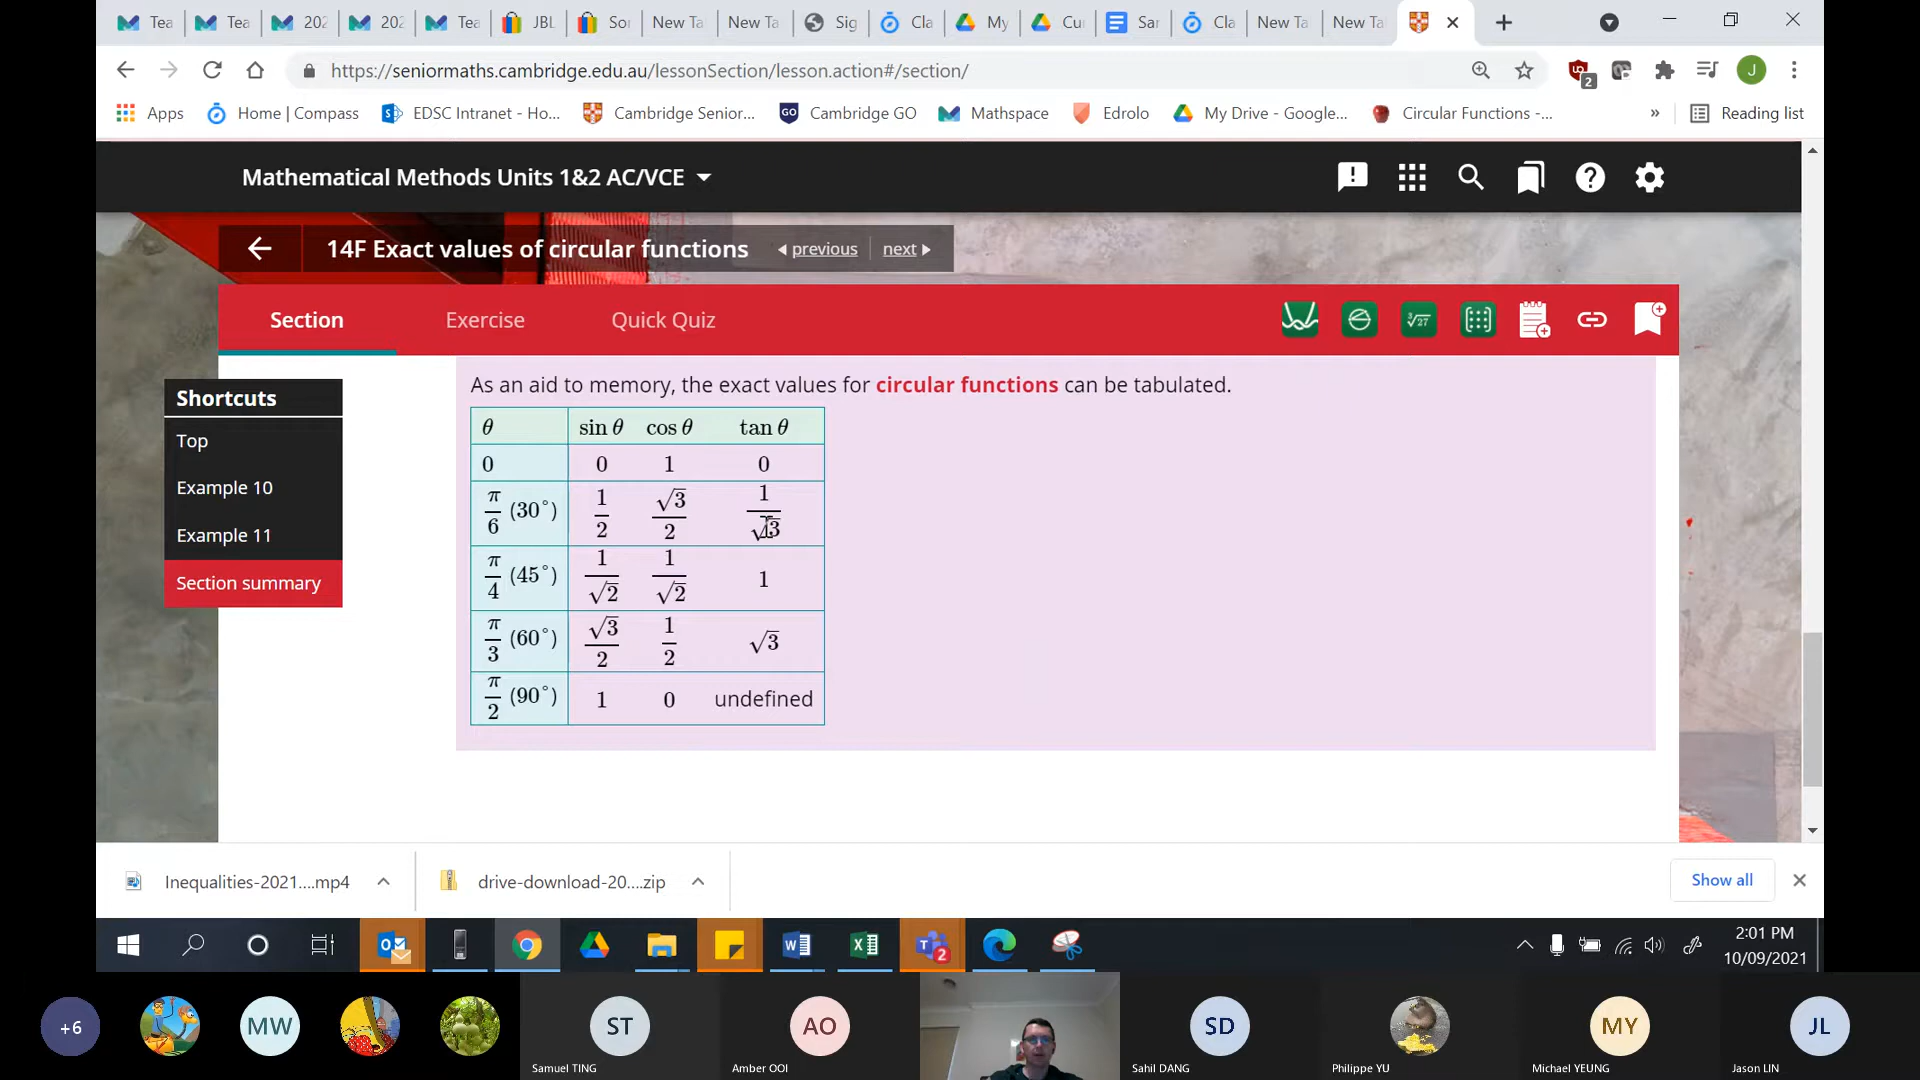 Tea
Tea
202
202
Tea
JBL
Sor
New Ta
New Ta
Sig
Cla
My
Cur
Sar
Cla
New Ta
New Ta
https://seniormaths.cambridge.edu.au/lessonSection/lesson.action#/section/
2
J
Apps
Home | Compass
EDSC Intranet - Ho...
Cambridge Senior...
GO
Cambridge GO
Mathspace
Edrolo
My Drive - Google...
Circular Functions -...
»
Reading list
Mathematical Methods Units 1&2 AC/VCE
14F Exact values of circular functions
previous
next
Section
Exercise
Quick Quiz
Shortcuts
Top
Example 10
Example 11
Section summary
As an aid to memory, the exact values for circular functions can be tabulated.
θ sin θ cos θ tan θ
0 0 1 0
π/6 (30°) 1/2 √3/2 1/√3
π/4 (45°) 1/√2 1/√2 1
π/3 (60°) √3/2 1/2 √3
π/2 (90°) 1 0 undefined
Inequalities-2021....mp4
drive-download-20....zip
Show all
2
2:01 PM
10/09/2021
+6
MW
ST
Samuel TING
AO
Amber OOI
SD
Sahil DANG
Philippe YU
MY
Michael YEUNG
JL
Jason LIN